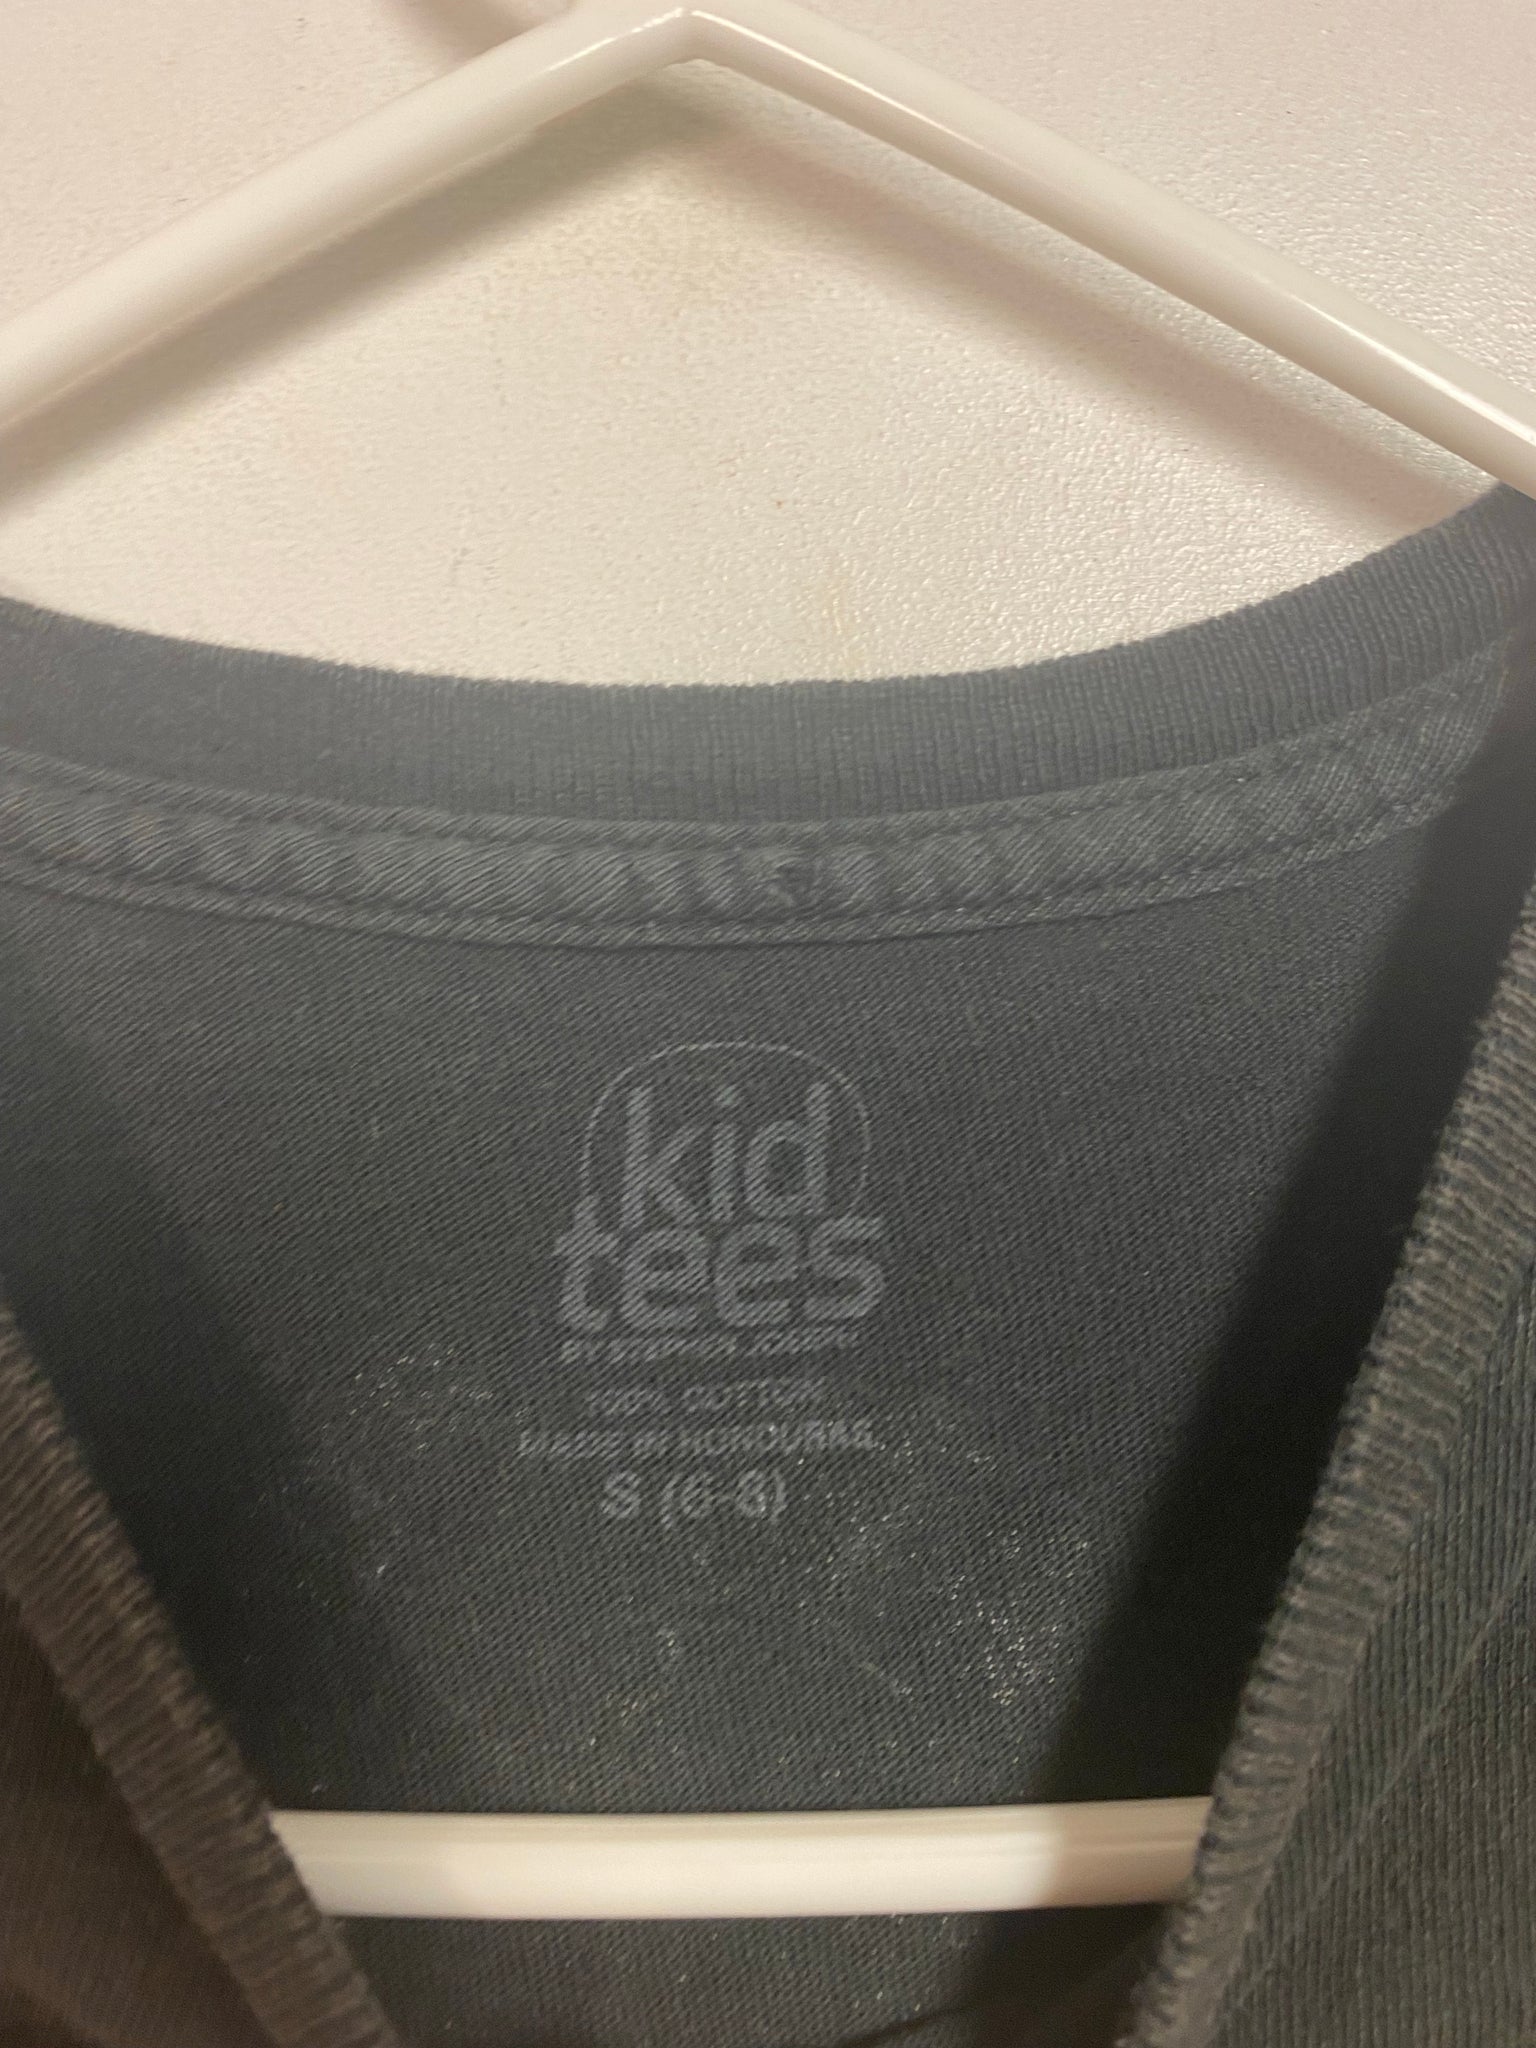 kid
tees
100% COTTON
MADE IN HONDURAS
S (6-8)